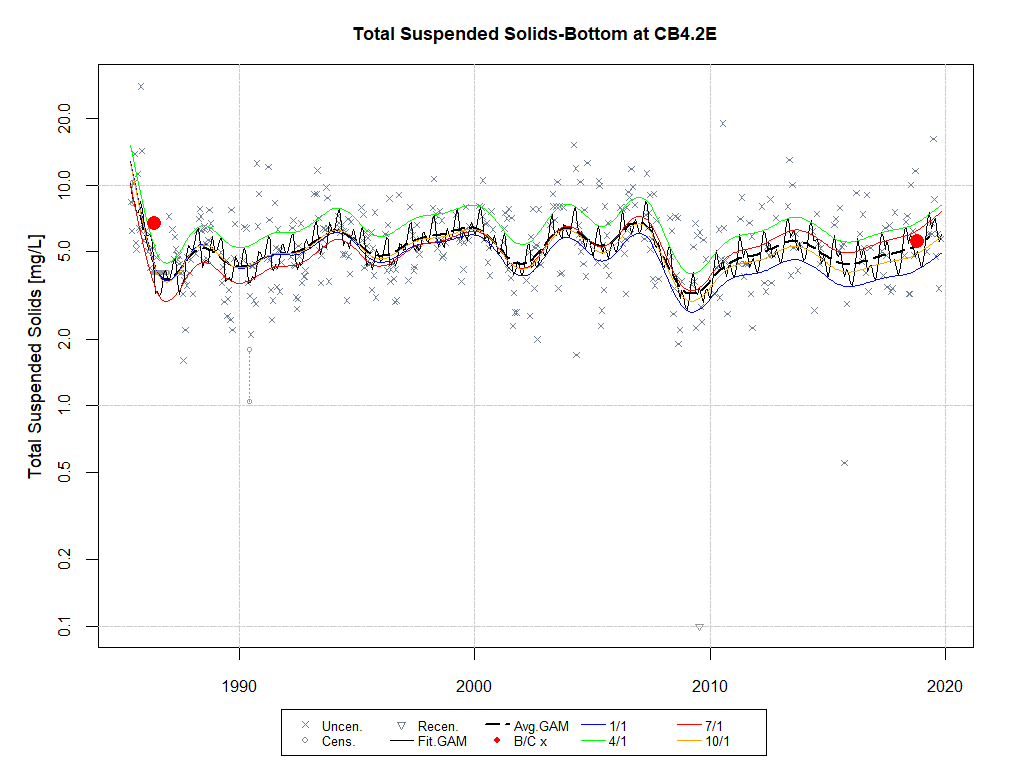 Total Suspended Solids-Bottom at CB4.2E
Total Suspended Solids [mg/L]
20.0
10.0
5.0
2.0
1.0
0.5
0.2
0.1
1990 2000 2010 2020
Uncen. Recen. Avg.GAM 1/1 7/1
Cens. Fit.GAM B/C x 4/1 10/1